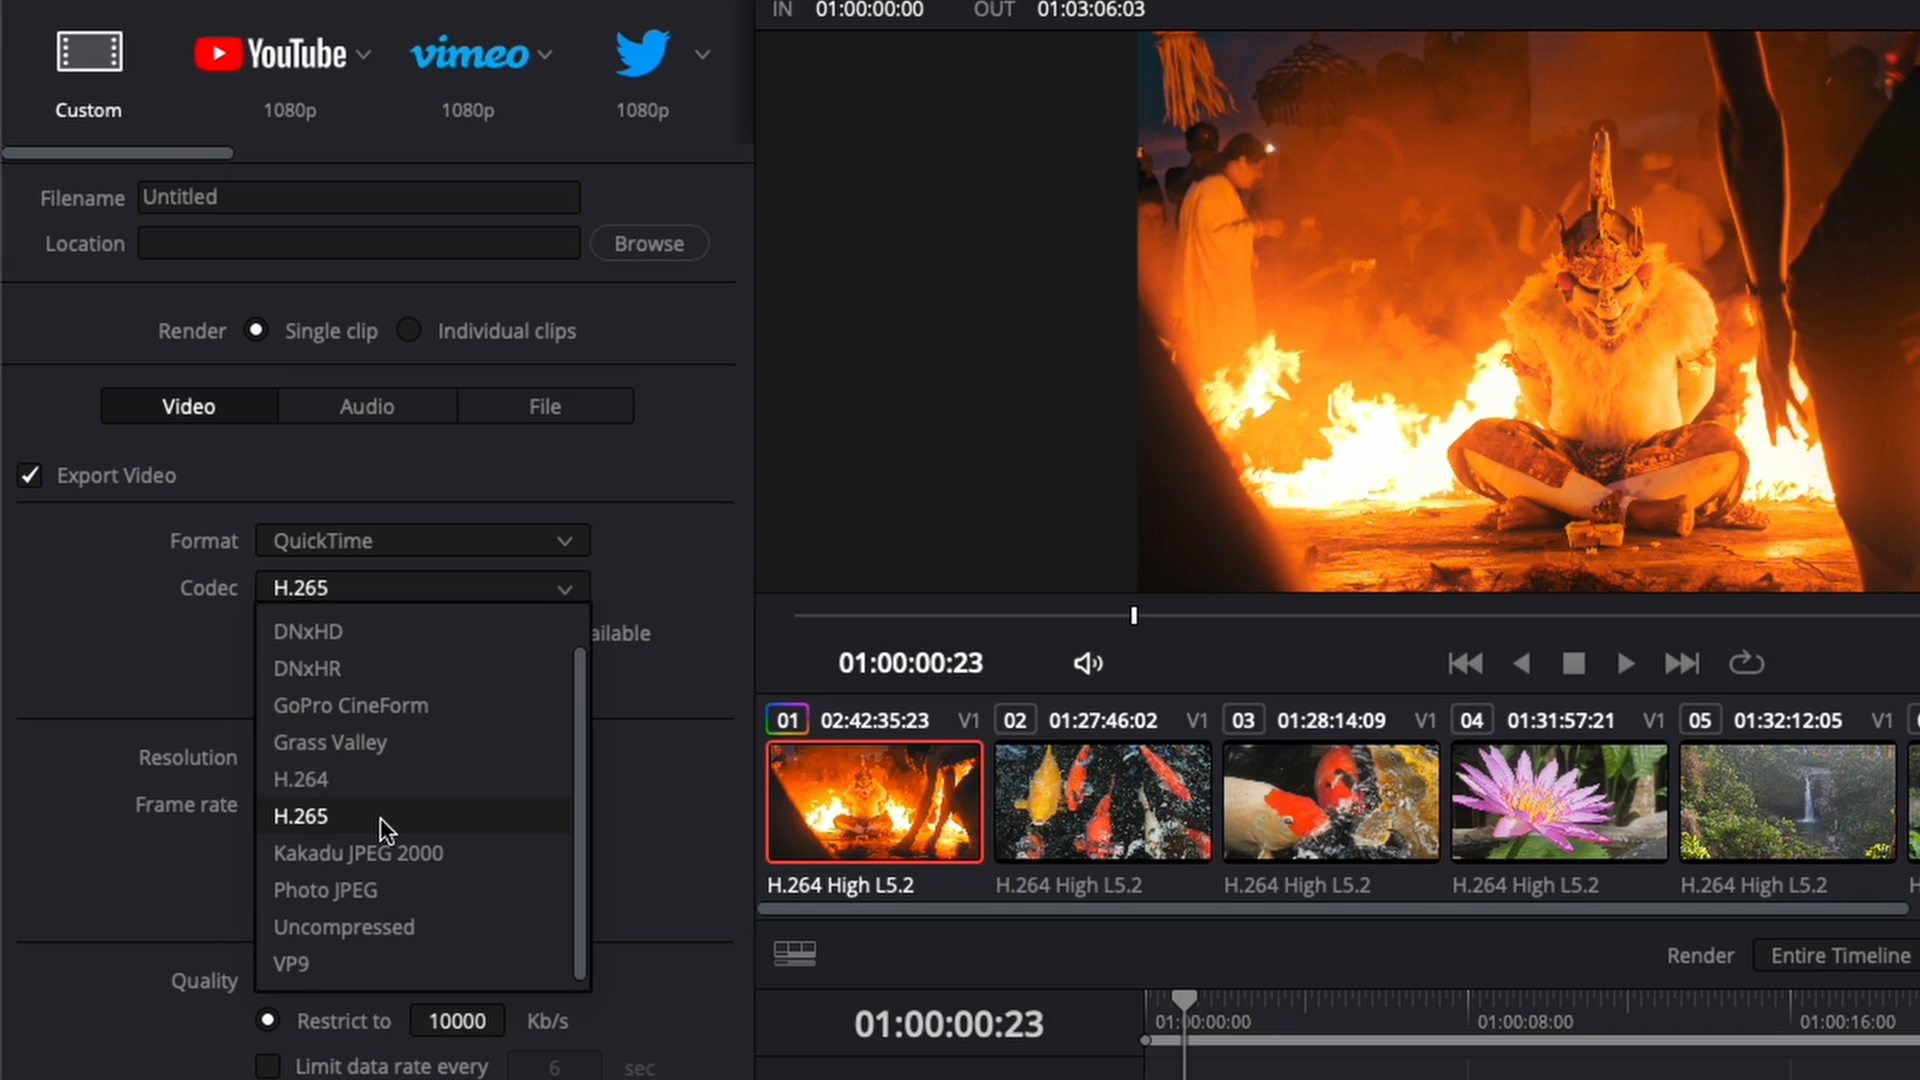 IN 01:00:00:00 OUT 01:03:06:03
YouTube vimeo
Custom 1080p 1080p 1080p
Filename Untitled
Location Browse
Render Single clip Individual clips
Video Audio File
Export Video
Format QuickTime
Codec H.265
DNxHD ailable
DNxHR
GoPro CineForm
Grass Valley
Resolution
H.264
Frame rate
H.265
Kakadu JPEG 2000
Photo JPEG
Uncompressed
VP9
Quality
Restrict to 10000 Kb/s
Limit data rate every 6 sec
01:00:00:23
01 02:42:35:23 V1 02 01:27:46:02 V1 03 01:28:14:09 V1 04 01:31:57:21 V1 05 01:32:12:05 V1
H.264 High L5.2 H.264 High L5.2 H.264 High L5.2 H.264 High L5.2 H.264 High L5.2 H
Render Entire Timeline
01:00:00:23 01:00:00:00 01:00:08:00 01:00:16:00